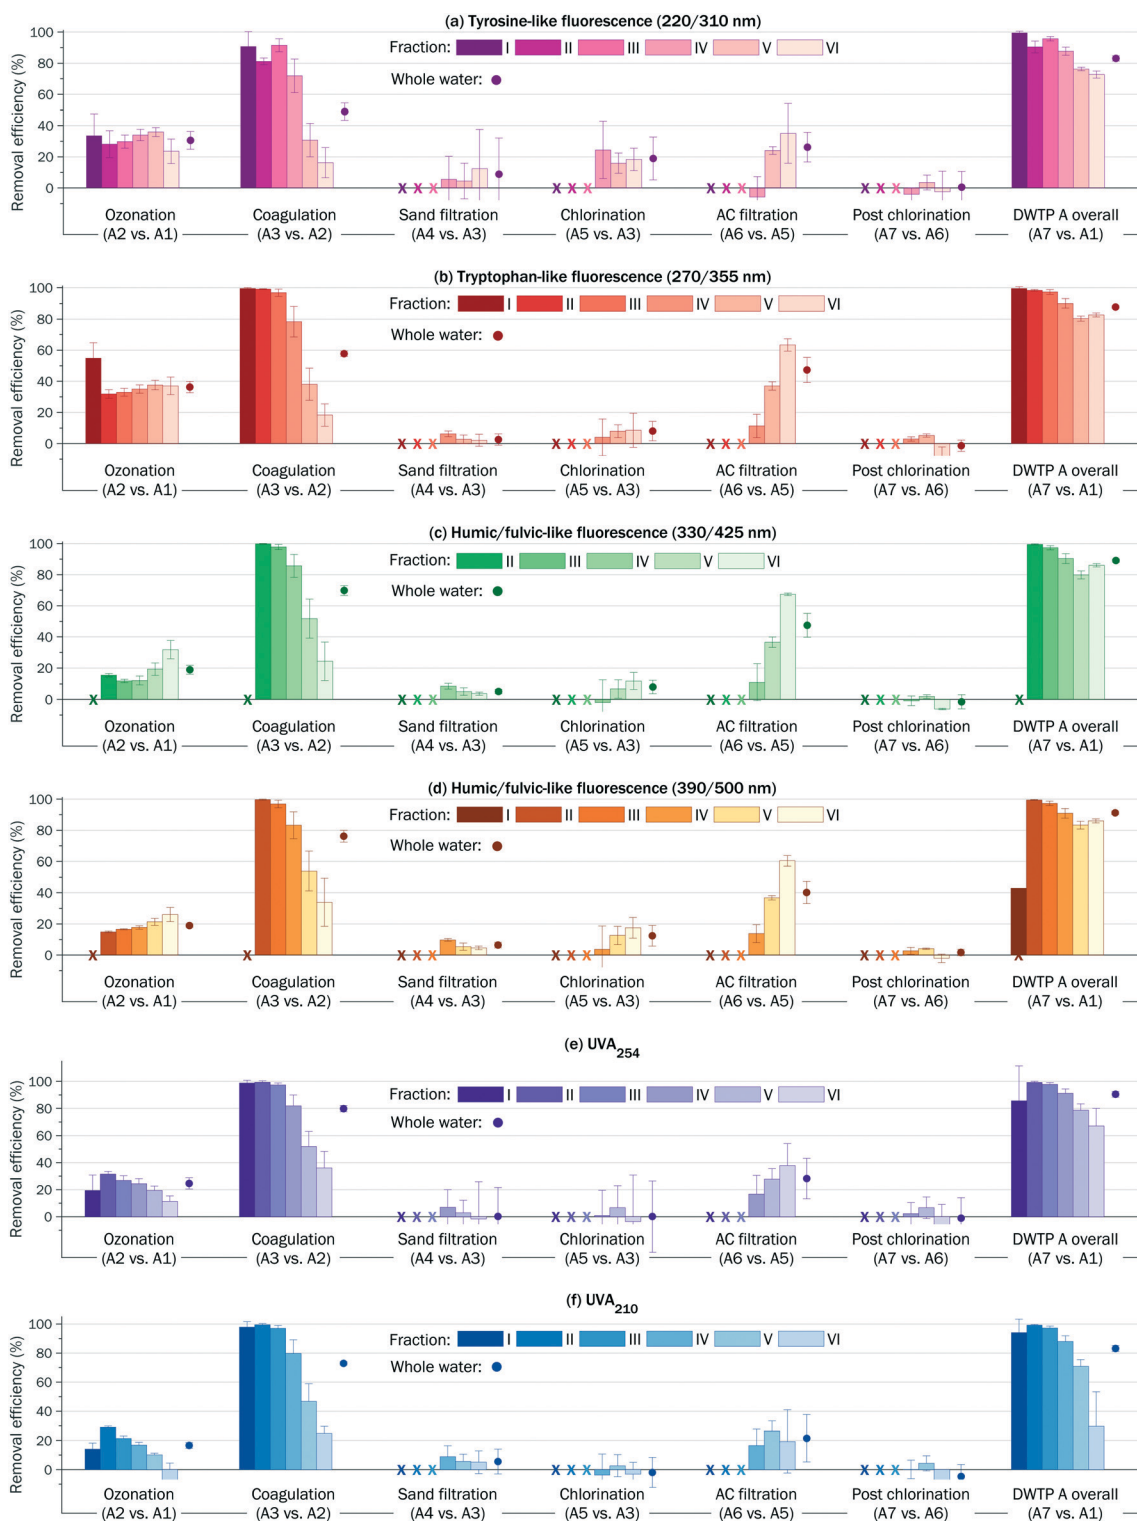 (a) Tyrosine-like fluorescence (220/310 nm)
Removal efficiency (%)
100
80
60
40
20
0
Fraction: I II III IV V VI
Whole water:
X X X X X X X X X X X X
Ozonation Coagulation Sand filtration Chlorination AC filtration Post chlorination DWTP A overall
(A2 vs. A1) (A3 vs. A2) (A4 vs. A3) (A5 vs. A3) (A6 vs. A5) (A7 vs. A6) (A7 vs. A1)
(b) Tryptophan-like fluorescence (270/355 nm)
Removal efficiency (%)
100
80
60
40
20
0
Fraction: I II III IV V VI
Whole water:
X X X X X X X X X X X X
Ozonation Coagulation Sand filtration Chlorination AC filtration Post chlorination DWTP A overall
(A2 vs. A1) (A3 vs. A2) (A4 vs. A3) (A5 vs. A3) (A6 vs. A5) (A7 vs. A6) (A7 vs. A1)
(c) Humic/fulvic-like fluorescence (330/425 nm)
Removal efficiency (%)
100
80
60
40
20
0
Fraction: II III IV V VI
Whole water:
X X X X X X X X X X X X X X X
Ozonation Coagulation Sand filtration Chlorination AC filtration Post chlorination DWTP A overall
(A2 vs. A1) (A3 vs. A2) (A4 vs. A3) (A5 vs. A3) (A6 vs. A5) (A7 vs. A6) (A7 vs. A1)
(d) Humic/fulvic-like fluorescence (390/500 nm)
Removal efficiency (%)
100
80
60
40
20
0
Fraction: I II III IV V VI
Whole water:
X X X X X X X X X X X X X X X
Ozonation Coagulation Sand filtration Chlorination AC filtration Post chlorination DWTP A overall
(A2 vs. A1) (A3 vs. A2) (A4 vs. A3) (A5 vs. A3) (A6 vs. A5) (A7 vs. A6) (A7 vs. A1)
(e) UVA254
Removal efficiency (%)
100
80
60
40
20
0
Fraction: I II III IV V VI
Whole water:
X X X X X X X X X X X X
Ozonation Coagulation Sand filtration Chlorination AC filtration Post chlorination DWTP A overall
(A2 vs. A1) (A3 vs. A2) (A4 vs. A3) (A5 vs. A3) (A6 vs. A5) (A7 vs. A6) (A7 vs. A1)
(f) UVA210
Removal efficiency (%)
100
80
60
40
20
0
Fraction: I II III IV V VI
Whole water:
X X X X X X X X X X X X
Ozonation Coagulation Sand filtration Chlorination AC filtration Post chlorination DWTP A overall
(A2 vs. A1) (A3 vs. A2) (A4 vs. A3) (A5 vs. A3) (A6 vs. A5) (A7 vs. A6) (A7 vs. A1)